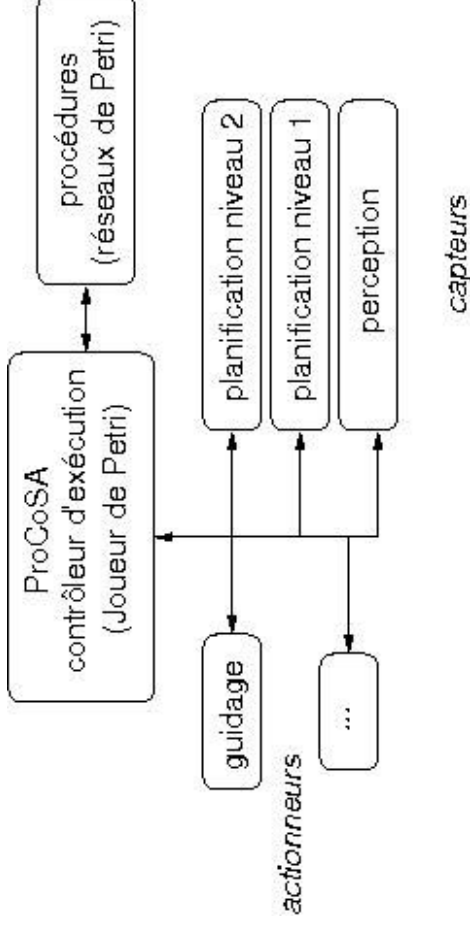 ProCoSA
contrôleur d'exécution
(Joueur de Petri)
procédures
(réseaux de Petri)
guidage
planification niveau 2
planification niveau 1
...
perception
actionneurs
capteurs